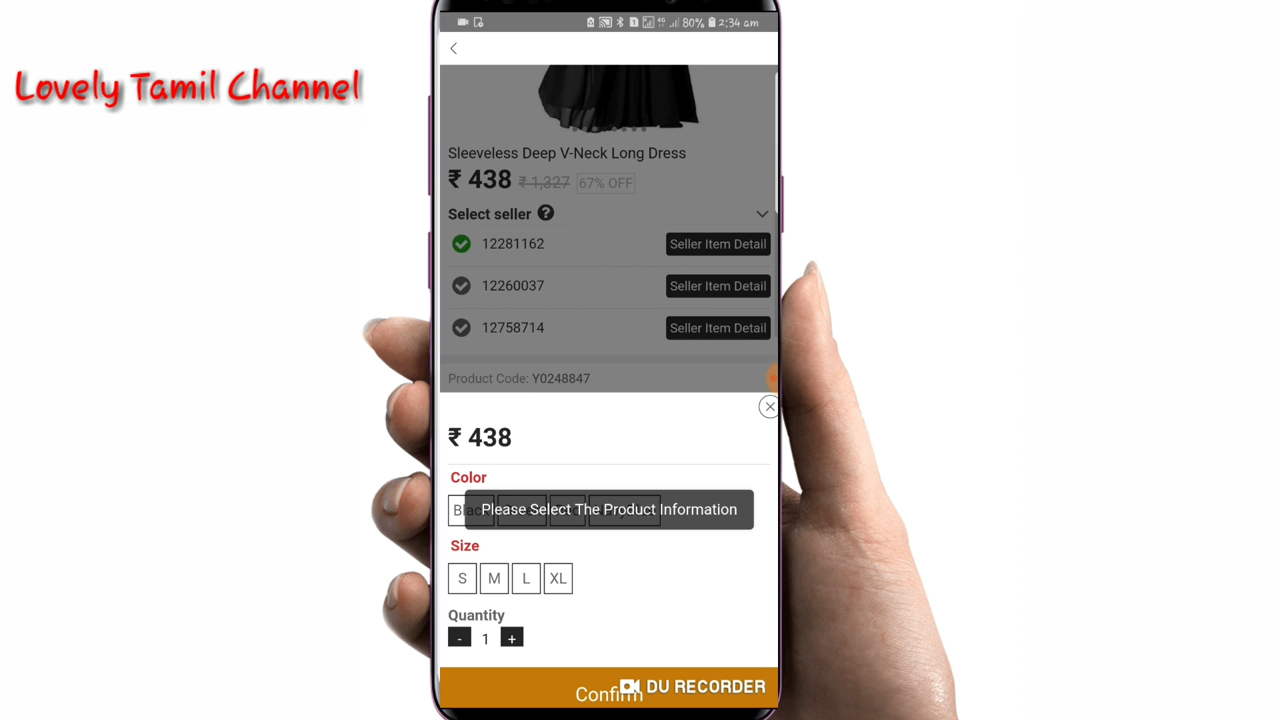 Lovely Tamil Channel
80% 2:34 am
Sleeveless Deep V-Neck Long Dress
₹ 438 ₹ 1,327 67% OFF
Select seller ?
12281162 Seller Item Detail
12260037 Seller Item Detail
12758714 Seller Item Detail
Product Code: Y0248847
₹ 438
Color
Please Select The Product Information
Size
S M L XL
Quantity
- 1 +
Confirm
DU RECORDER